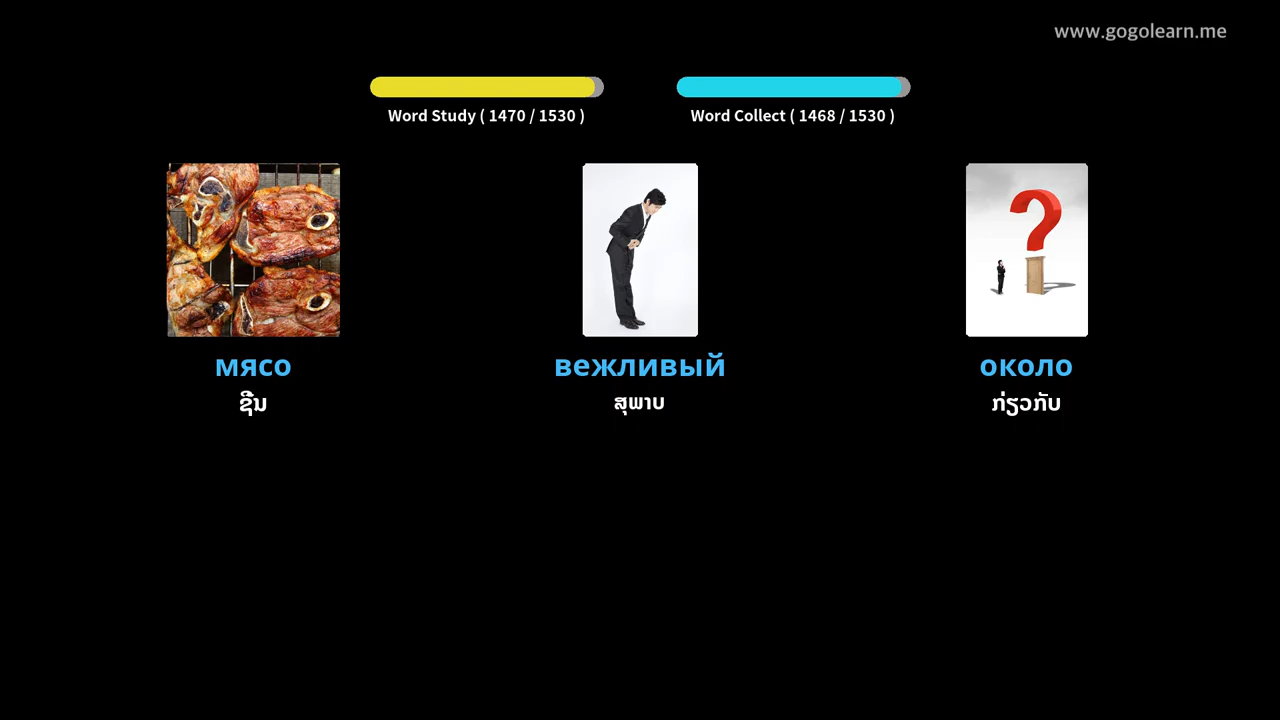 www.gogolearn.me
Word Study ( 1470 / 1530 )
Word Collect ( 1468 / 1530 )
мясо
вежливый
около
ຊີ້ນ
ສຸພາບ
ກ່ຽວກັບ